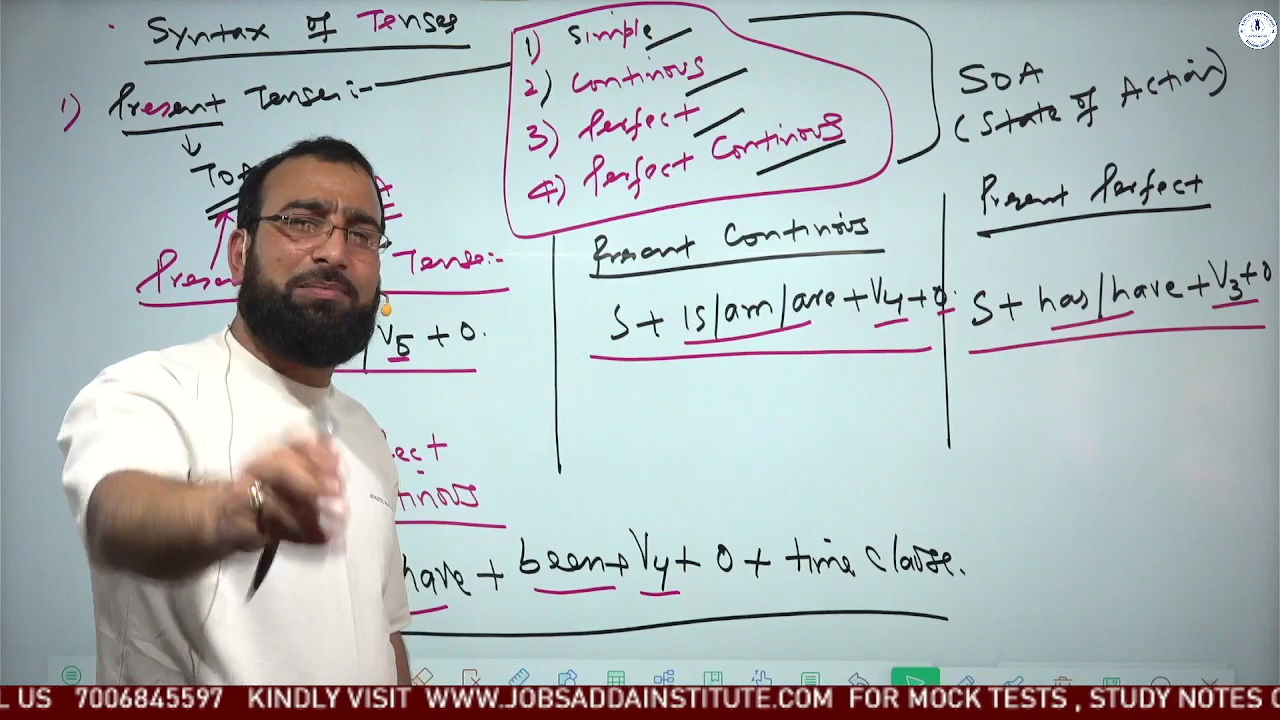 Syntax of Tenses
1) Present Tense :-
1) Simple
2) Continous
3) Perfect
4) Perfect Continous
SOA
(State of Action)
Tense:-
V5 + O.
Present Continous
S + is/am/are + V4 + O.
Present Perfect
S + has/have + V3 + O
have + been + V4 + O + time clause.
US 7006845597 KINDLY VISIT WWW.JOBSADDAINSTITUTE.COM FOR MOCK TESTS , STUDY NOTES